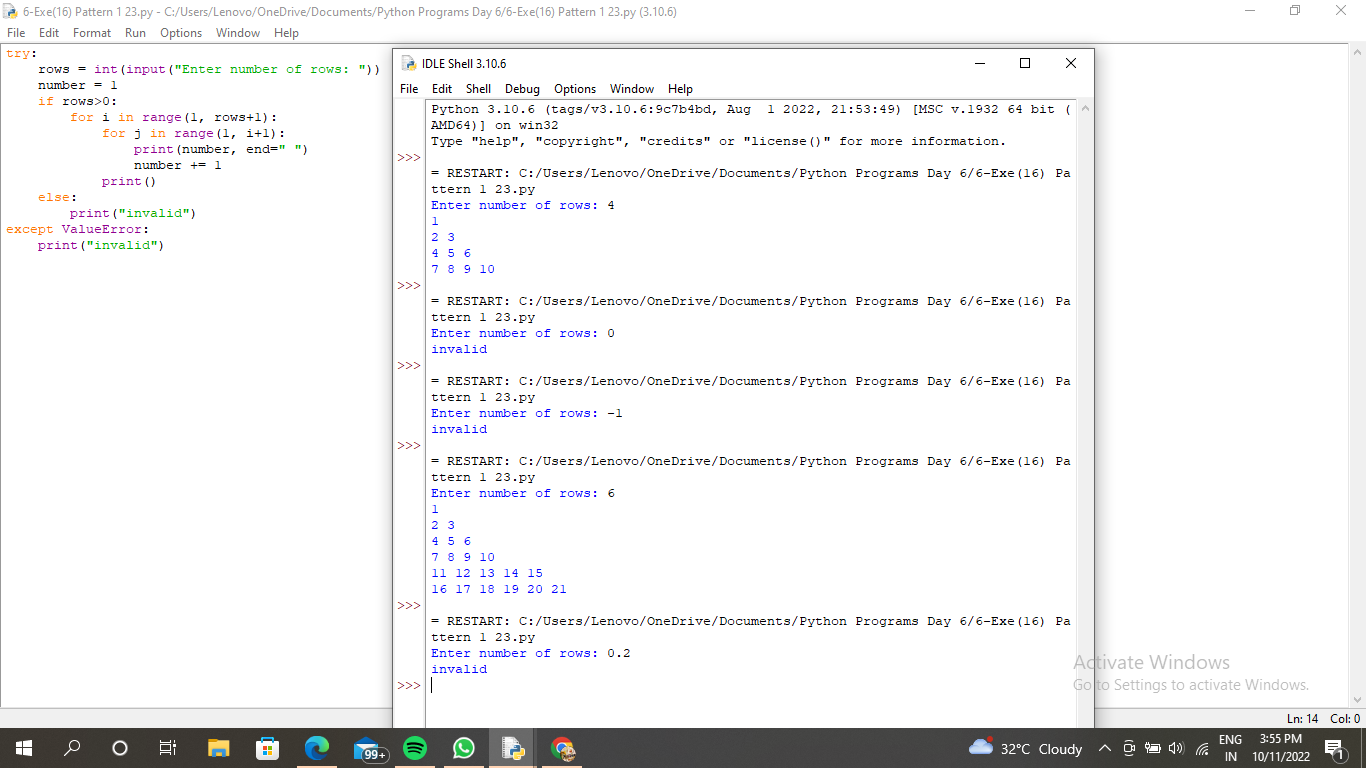 6-Exe(16) Pattern 1 23.py - C:/Users/Lenovo/OneDrive/Documents/Python Programs Day 6/6-Exe(16) Pattern 1 23.py (3.10.6)
File Edit Format Run Options Window Help
try:
    rows = int(input("Enter number of rows: "))
    number = 1
    if rows>0:
        for i in range(1, rows+1):
            for j in range(1, i+1):
                print(number, end=" ")
                number += 1
            print()
    else:
        print("invalid")
except ValueError:
    print("invalid")
IDLE Shell 3.10.6
File Edit Shell Debug Options Window Help
Python 3.10.6 (tags/v3.10.6:9c7b4bd, Aug  1 2022, 21:53:49) [MSC v.1932 64 bit (
AMD64)] on win32
Type "help", "copyright", "credits" or "license()" for more information.
>>>
= RESTART: C:/Users/Lenovo/OneDrive/Documents/Python Programs Day 6/6-Exe(16) Pa
ttern 1 23.py
Enter number of rows: 4
1
2 3
4 5 6
7 8 9 10
>>>
= RESTART: C:/Users/Lenovo/OneDrive/Documents/Python Programs Day 6/6-Exe(16) Pa
ttern 1 23.py
Enter number of rows: 0
invalid
>>>
= RESTART: C:/Users/Lenovo/OneDrive/Documents/Python Programs Day 6/6-Exe(16) Pa
ttern 1 23.py
Enter number of rows: -1
invalid
>>>
= RESTART: C:/Users/Lenovo/OneDrive/Documents/Python Programs Day 6/6-Exe(16) Pa
ttern 1 23.py
Enter number of rows: 6
1
2 3
4 5 6
7 8 9 10
11 12 13 14 15
16 17 18 19 20 21
>>>
= RESTART: C:/Users/Lenovo/OneDrive/Documents/Python Programs Day 6/6-Exe(16) Pa
ttern 1 23.py
Enter number of rows: 0.2
invalid
>>>
Activate Windows
Go to Settings to activate Windows.
Ln: 14 Col: 0
99+
32°C Cloudy
ENG
IN
3:55 PM
10/11/2022
1